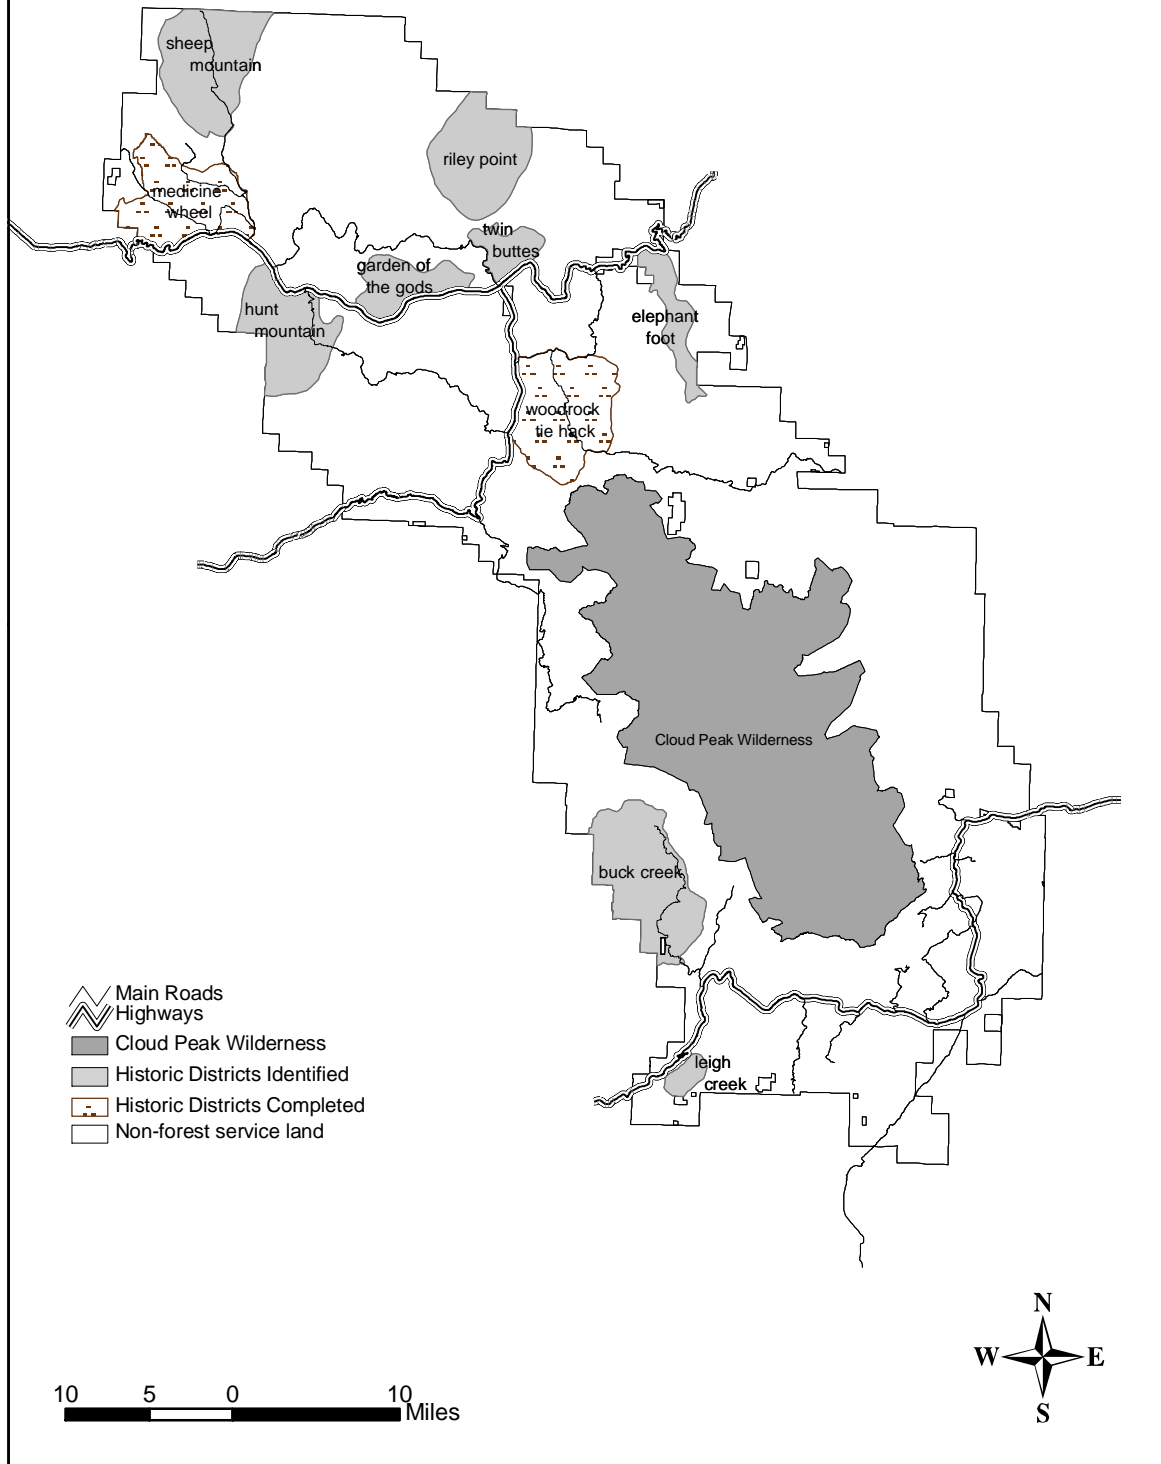 sheep
mountain
riley point
medicine
wheel
twin
buttes
garden of
the gods
hunt
mountain
elephant
foot
woodrock
tie hack
Cloud Peak Wilderness
buck creek
leigh
creek
Main Roads
Highways
Cloud Peak Wilderness
Historic Districts Identified
Historic Districts Completed
Non-forest service land
N
W E
S
10 5 0 10 Miles